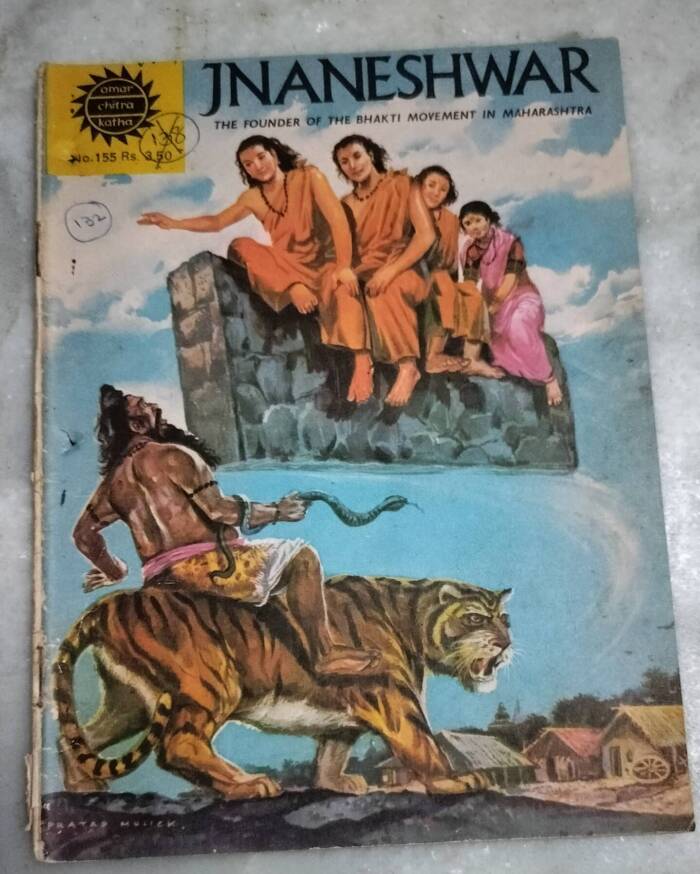 amar
chitra
katha
No.155 Rs. 3.50
138
132
JNANESHWAR
THE FOUNDER OF THE BHAKTI MOVEMENT IN MAHARASHTRA
PRATAP MULICK.